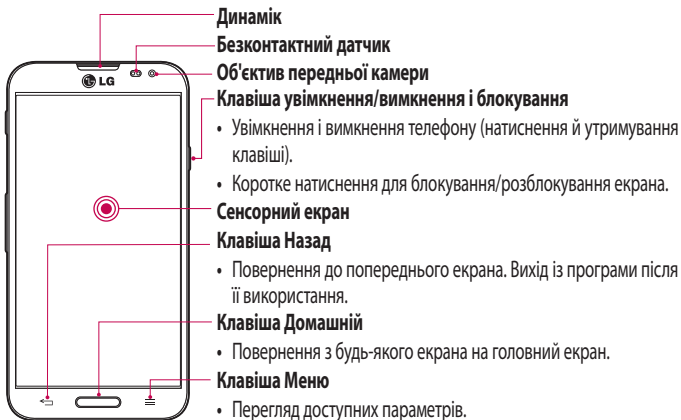 Динамік
Безконтактний датчик
Об'єктив передньої камери
Клавіша увімкнення/вимкнення і блокування
• Увімкнення і вимкнення телефону (натиснення й утримування
клавіші).
• Коротке натиснення для блокування/розблокування екрана.
Сенсорний екран
Клавіша Назад
• Повернення до попереднього екрана. Вихід із програми після
її використання.
Клавіша Домашній
• Повернення з будь-якого екрана на головний екран.
Клавіша Меню
• Перегляд доступних параметрів.
LG